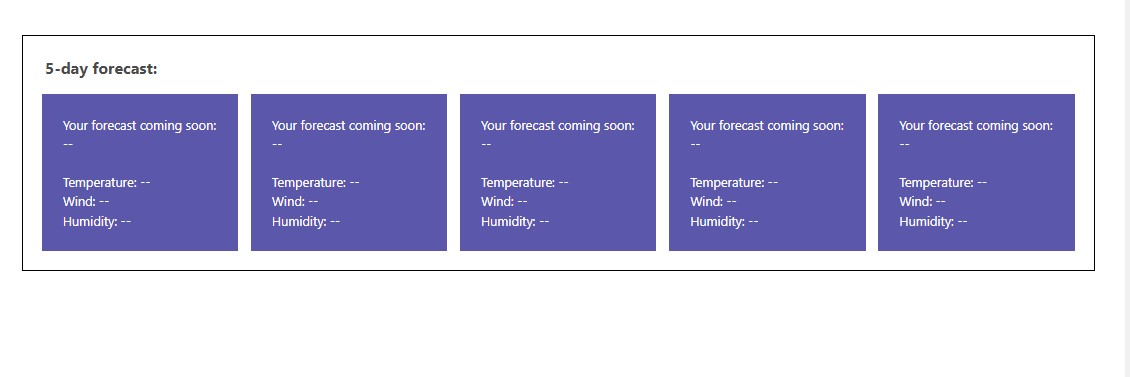 5-day forecast:
Your forecast coming soon:
--
Temperature: --
Wind: --
Humidity: --
Your forecast coming soon:
--
Temperature: --
Wind: --
Humidity: --
Your forecast coming soon:
--
Temperature: --
Wind: --
Humidity: --
Your forecast coming soon:
--
Temperature: --
Wind: --
Humidity: --
Your forecast coming soon:
--
Temperature: --
Wind: --
Humidity: --